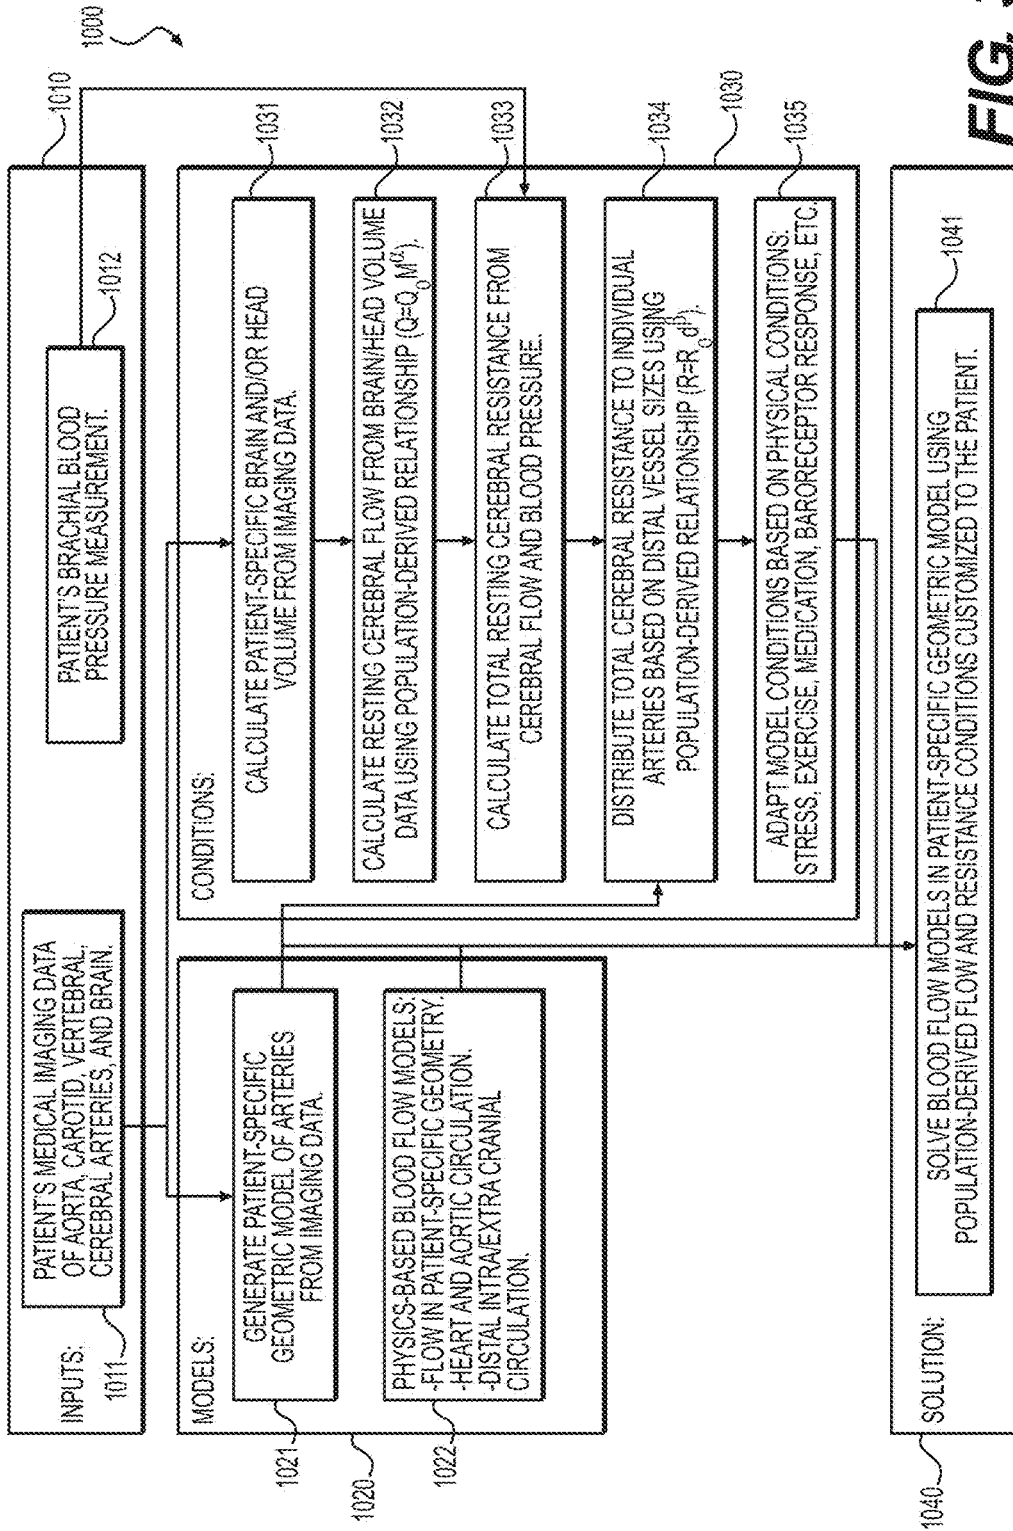 1000
1010
INPUTS:
PATIENT'S MEDICAL IMAGING DATA
OF AORTA, CAROTID, VERTEBRAL,
CEREBRAL ARTERIES, AND BRAIN.
1011
PATIENT'S BRACHIAL BLOOD
PRESSURE MEASUREMENT.
1012
MODELS:
GENERATE PATIENT-SPECIFIC
GEOMETRIC MODEL OF ARTERIES
FROM IMAGING DATA.
1021
PHYSICS-BASED BLOOD FLOW MODELS:
-FLOW IN PATIENT-SPECIFIC GEOMETRY.
-HEART AND AORTIC CIRCULATION.
-DISTAL INTRA/EXTRA CRANIAL
CIRCULATION.
1022
1020
CONDITIONS:
CALCULATE PATIENT-SPECIFIC BRAIN AND/OR HEAD
VOLUME FROM IMAGING DATA.
1031
CALCULATE RESTING CEREBRAL FLOW FROM BRAIN/HEAD VOLUME
DATA USING POPULATION-DERIVED RELATIONSHIP (Q=Q₀M^α).
1032
CALCULATE TOTAL RESTING CEREBRAL RESISTANCE FROM
CEREBRAL FLOW AND BLOOD PRESSURE.
1033
DISTRIBUTE TOTAL CEREBRAL RESISTANCE TO INDIVIDUAL
ARTERIES BASED ON DISTAL VESSEL SIZES USING
POPULATION-DERIVED RELATIONSHIP (R=R₀d^β).
1034
1030
ADAPT MODEL CONDITIONS BASED ON PHYSICAL CONDITIONS:
STRESS, EXERCISE, MEDICATION, BARORECEPTOR RESPONSE, ETC.
1035
SOLUTION:
1040
SOLVE BLOOD FLOW MODELS IN PATIENT-SPECIFIC GEOMETRIC MODEL USING
POPULATION-DERIVED FLOW AND RESISTANCE CONDITIONS CUSTOMIZED TO THE PATIENT.
1041
FIG.